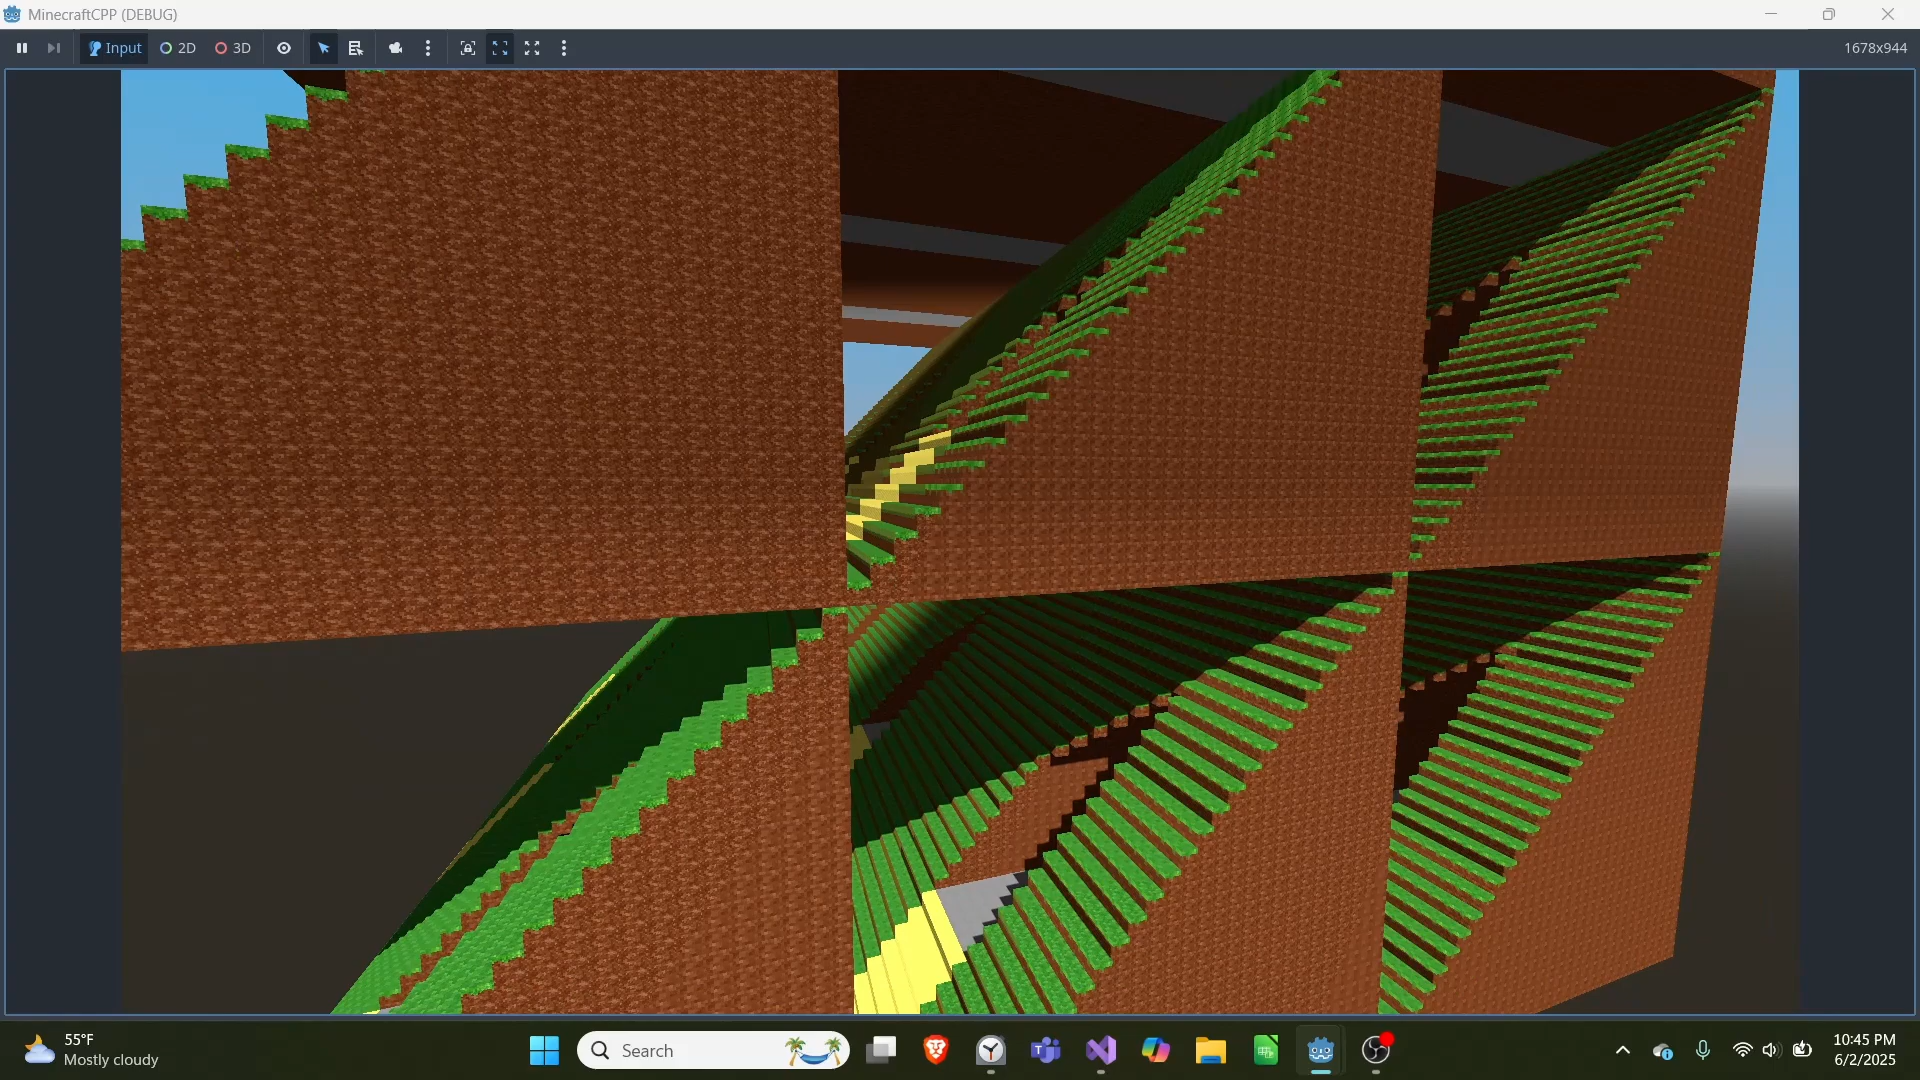 MinecraftCPP (DEBUG)
Input 2D 3D 1678x944
55°F
Mostly cloudy
Search
10:45 PM
6/2/2025